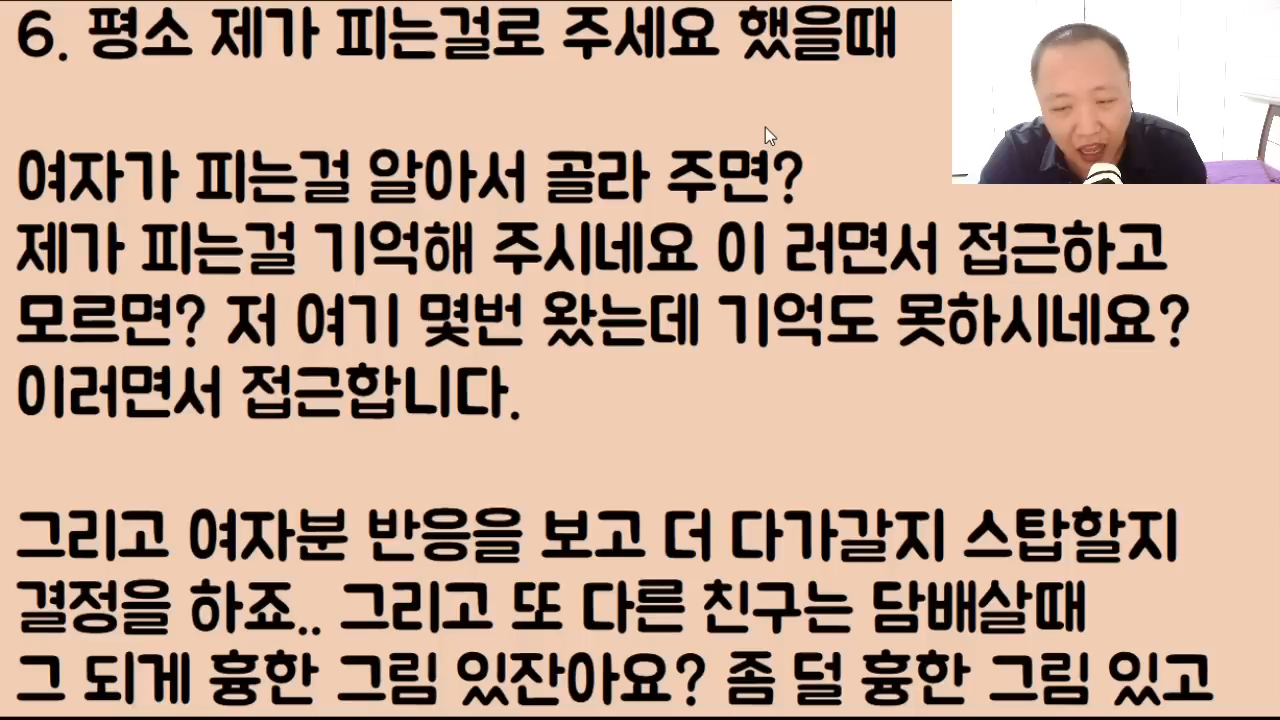 6. 평소 제가 피는걸로 주세요 했을때
여자가 피는걸 알아서 골라 주면?
제가 피는걸 기억해 주시네요 이 러면서 접근하고
모르면? 저 여기 몇번 왔는데 기억도 못하시네요?
이러면서 접근합니다.
그리고 여자분 반응을 보고 더 다가갈지 스탑할지
결정을 하죠.. 그리고 또 다른 친구는 담배살때
그 되게 흉한 그림 있잔아요? 좀 덜 흉한 그림 있고